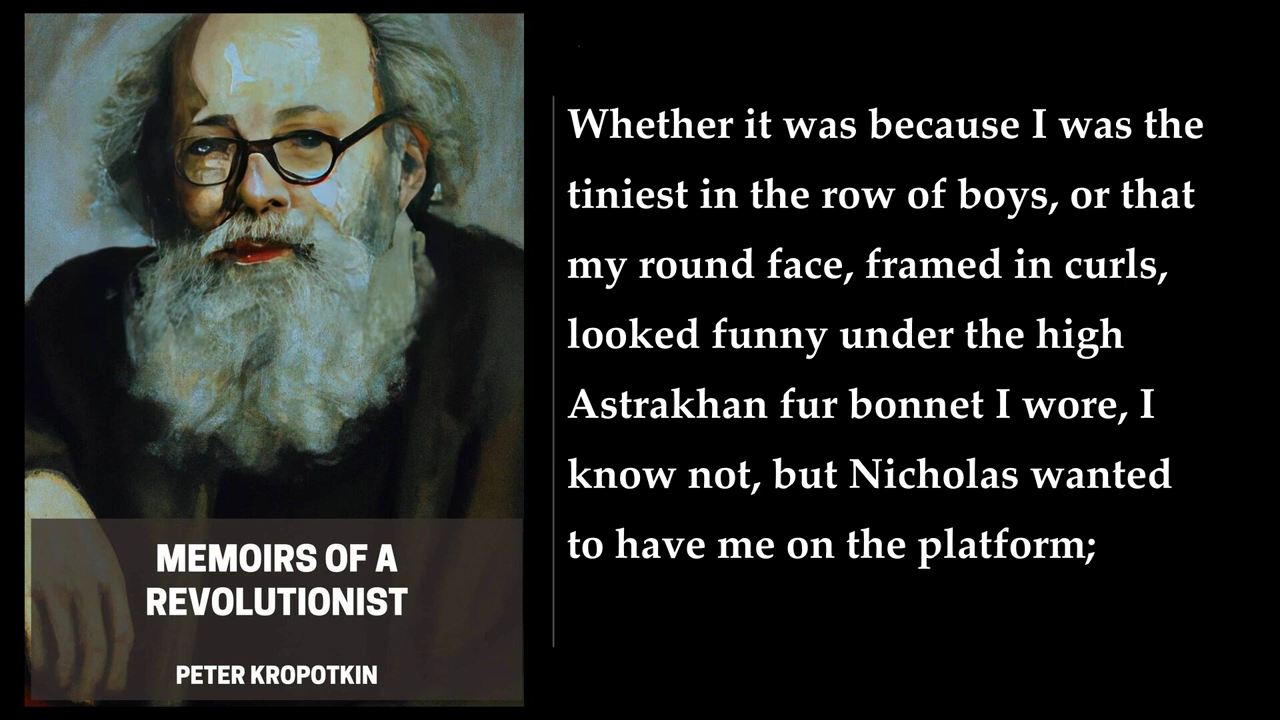 MEMOIRS OF A
REVOLUTIONIST
PETER KROPOTKIN
Whether it was because I was the
tiniest in the row of boys, or that
my round face, framed in curls,
looked funny under the high
Astrakhan fur bonnet I wore, I
know not, but Nicholas wanted
to have me on the platform;